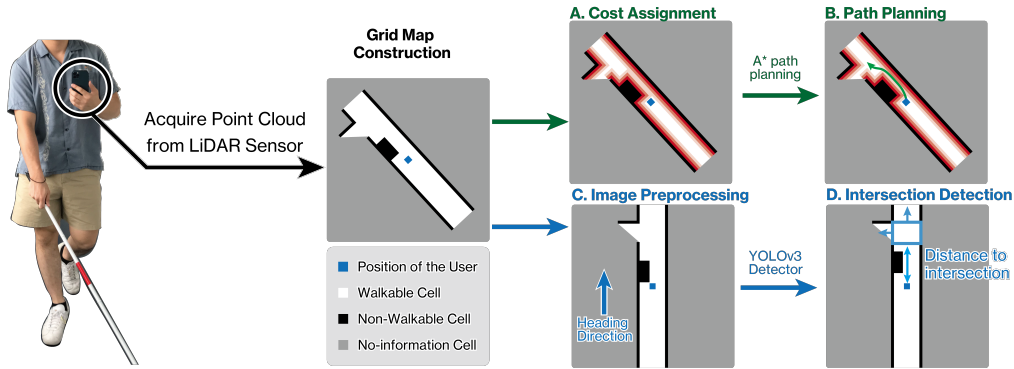 Acquire Point Cloud
from LiDAR Sensor
Grid Map
Construction
Position of the User
Walkable Cell
Non-Walkable Cell
No-information Cell
A. Cost Assignment
A* path
planning
B. Path Planning
C. Image Preprocessing
Heading
Direction
YOLOv3
Detector
D. Intersection Detection
Distance to
intersection